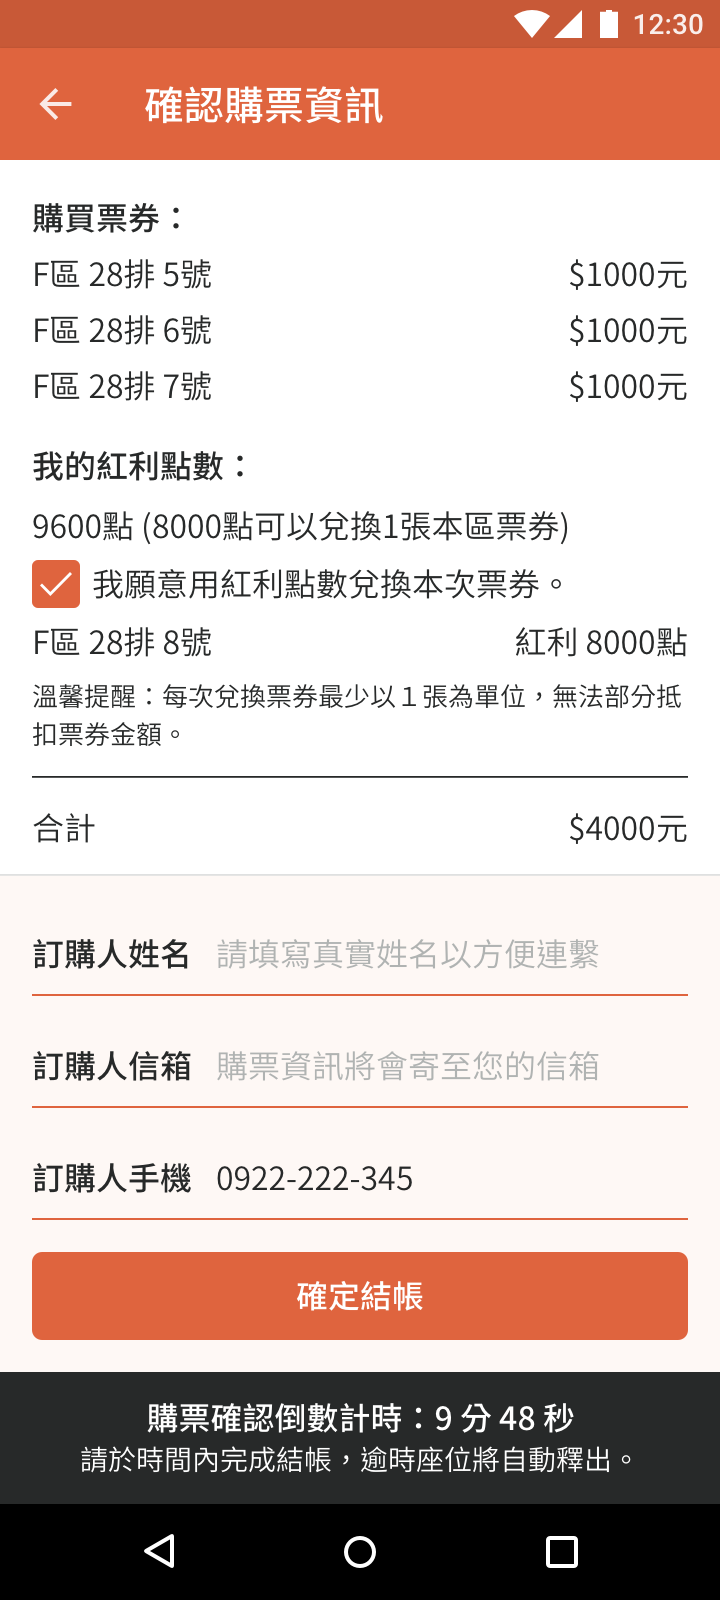 12:30
確認購票資訊
購買票券：
F區 28排 5號 $1000元
F區 28排 6號 $1000元
F區 28排 7號 $1000元
我的紅利點數：
9600點 (8000點可以兌換1張本區票券)
我願意用紅利點數兌換本次票券。
F區 28排 8號 紅利 8000點
溫馨提醒：每次兌換票券最少以１張為單位，無法部分抵
扣票券金額。
合計 $4000元
訂購人姓名 請填寫真實姓名以方便連繫
訂購人信箱 購票資訊將會寄至您的信箱
訂購人手機 0922-222-345
確定結帳
購票確認倒數計時：9 分 48 秒
請於時間內完成結帳，逾時座位將自動釋出。